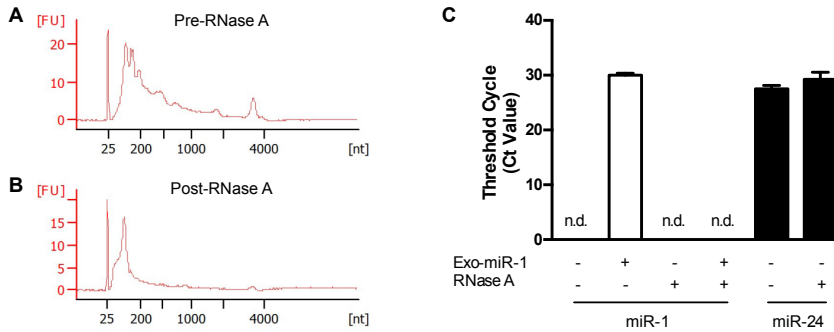 A
Pre-RNase A
[FU]
20
10
0
25 200 1000 4000 [nt]
B
Post-RNase A
[FU]
15
10
5
0
25 200 1000 4000 [nt]
C
Threshold Cycle
(Ct Value)
40
30
20
10
0
n.d. n.d. n.d.
Exo-miR-1 - + - + - -
RNase A - - + + - +
miR-1 miR-24